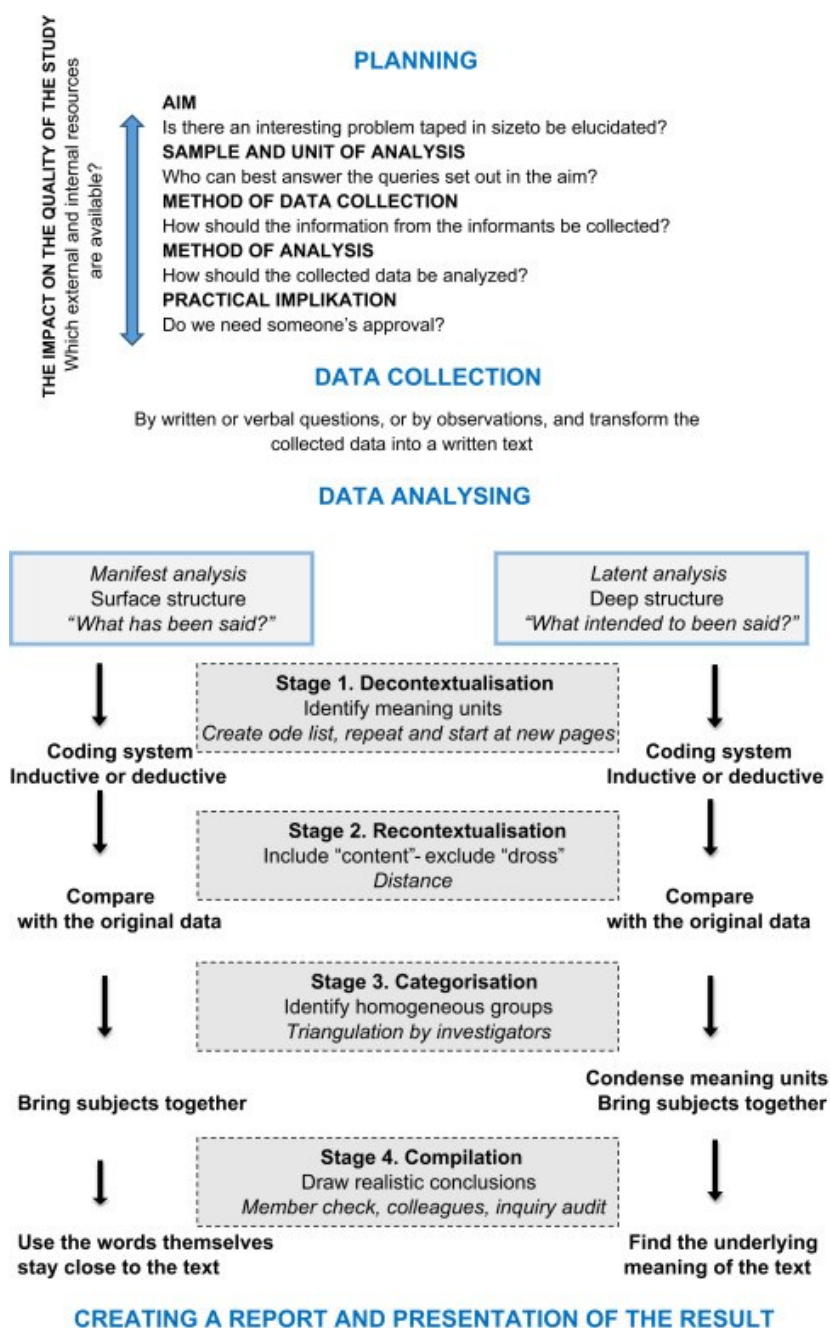 THE IMPACT ON THE QUALITY OF THE STUDY
Which external and internal resources
are available?
PLANNING
AIM
Is there an interesting problem taped in sizeto be elucidated?
SAMPLE AND UNIT OF ANALYSIS
Who can best answer the queries set out in the aim?
METHOD OF DATA COLLECTION
How should the information from the informants be collected?
METHOD OF ANALYSIS
How should the collected data be analyzed?
PRACTICAL IMPLIKATION
Do we need someone's approval?
DATA COLLECTION
By written or verbal questions, or by observations, and transform the
collected data into a written text
DATA ANALYSING
Manifest analysis
Surface structure
"What has been said?"
Latent analysis
Deep structure
"What intended to been said?"
Stage 1. Decontextualisation
Identify meaning units
Create ode list, repeat and start at new pages
Coding system
Inductive or deductive
Coding system
Inductive or deductive
Stage 2. Recontextualisation
Include "content"- exclude "dross"
Distance
Compare
with the original data
Compare
with the original data
Stage 3. Categorisation
Identify homogeneous groups
Triangulation by investigators
Bring subjects together
Condense meaning units
Bring subjects together
Stage 4. Compilation
Draw realistic conclusions
Member check, colleagues, inquiry audit
Use the words themselves
stay close to the text
Find the underlying
meaning of the text
CREATING A REPORT AND PRESENTATION OF THE RESULT